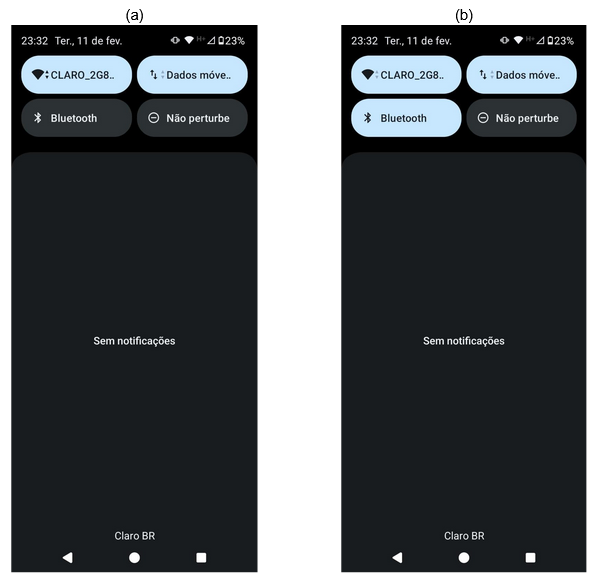 (a)
23:32 Ter., 11 de fev. H+ 23%
CLARO_2G8.. Dados móve..
Bluetooth Não perturbe
Sem notificações
Claro BR
(b)
23:32 Ter., 11 de fev. H+ 23%
CLARO_2G8.. Dados móve..
Bluetooth Não perturbe
Sem notificações
Claro BR